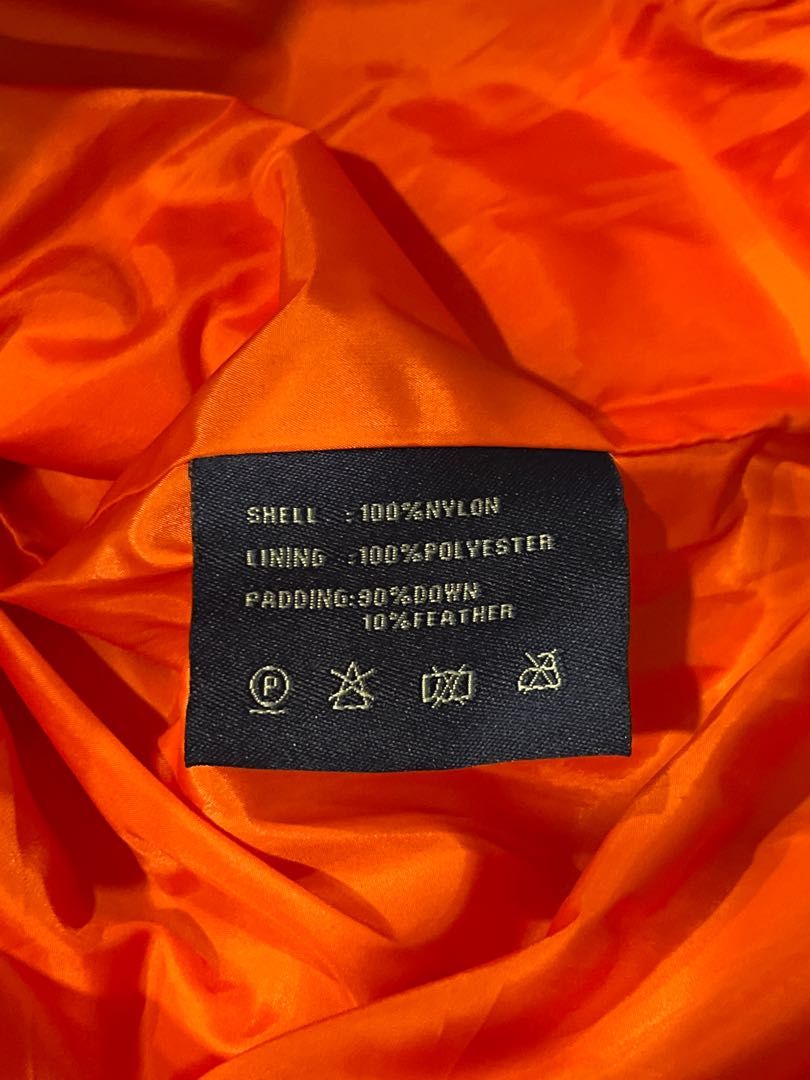 SHELL : 100%NYLON
LINING : 100%POLYESTER
PADDING: 90%DOWN
10%FEATHER
P